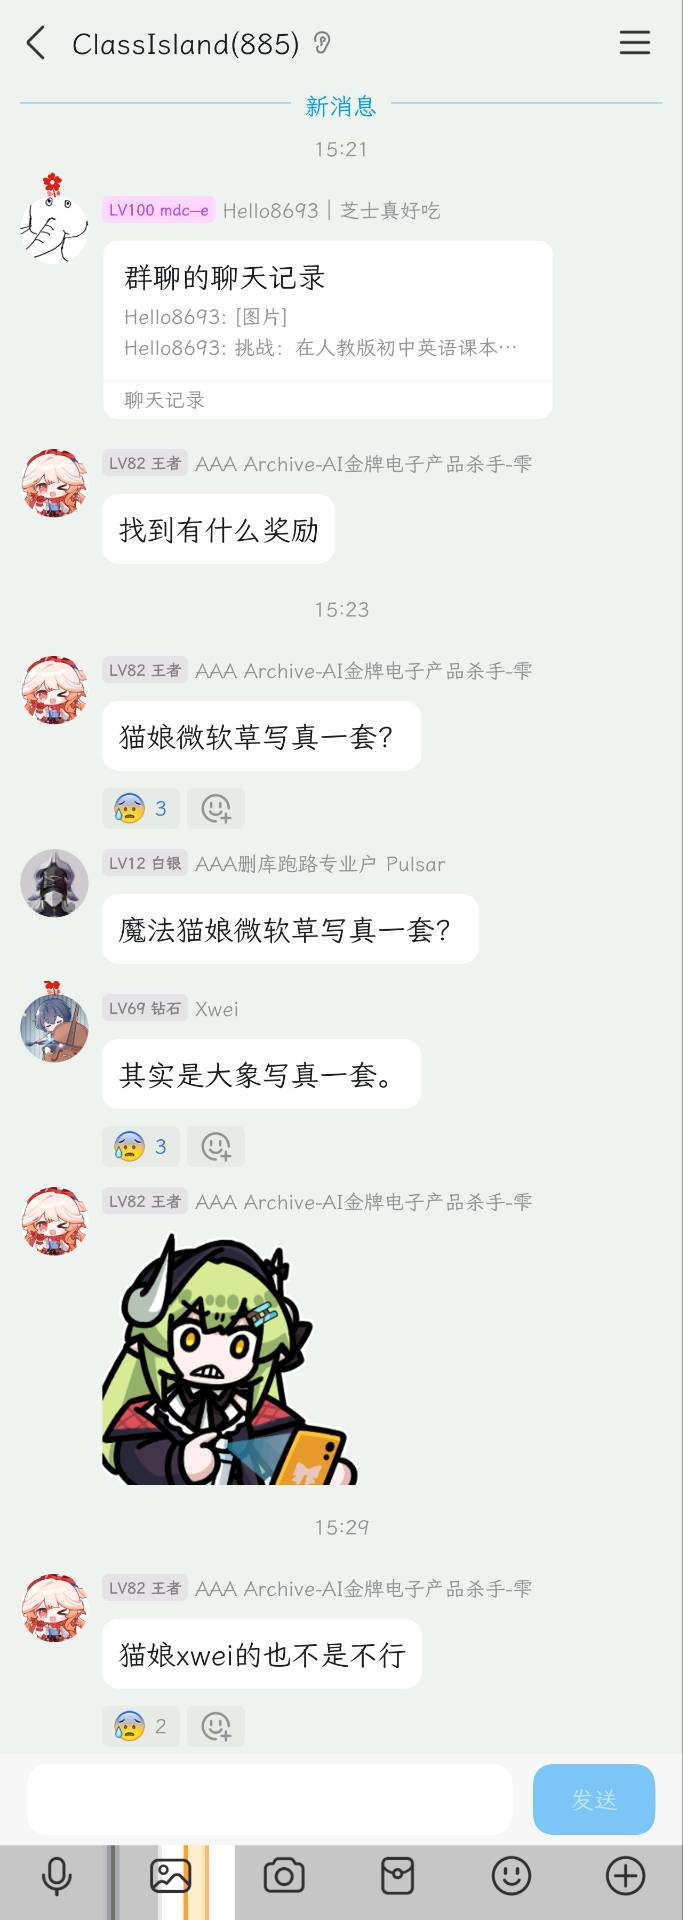 ClassIsland(885)
新消息
15:21
LV100 mdc—e Hello8693｜芝士真好吃
群聊的聊天记录
Hello8693: [图片]
Hello8693: 挑战：在人教版初中英语课本…
聊天记录
LV82 王者 AAA Archive-AI金牌电子产品杀手-雫
找到有什么奖励
15:23
LV82 王者 AAA Archive-AI金牌电子产品杀手-雫
猫娘微软草写真一套？
3
LV12 白银 AAA删库跑路专业户 Pulsar
魔法猫娘微软草写真一套？
LV69 钻石 Xwei
其实是大象写真一套。
3
LV82 王者 AAA Archive-AI金牌电子产品杀手-雫
15:29
LV82 王者 AAA Archive-AI金牌电子产品杀手-雫
猫娘xwei的也不是不行
2
发送